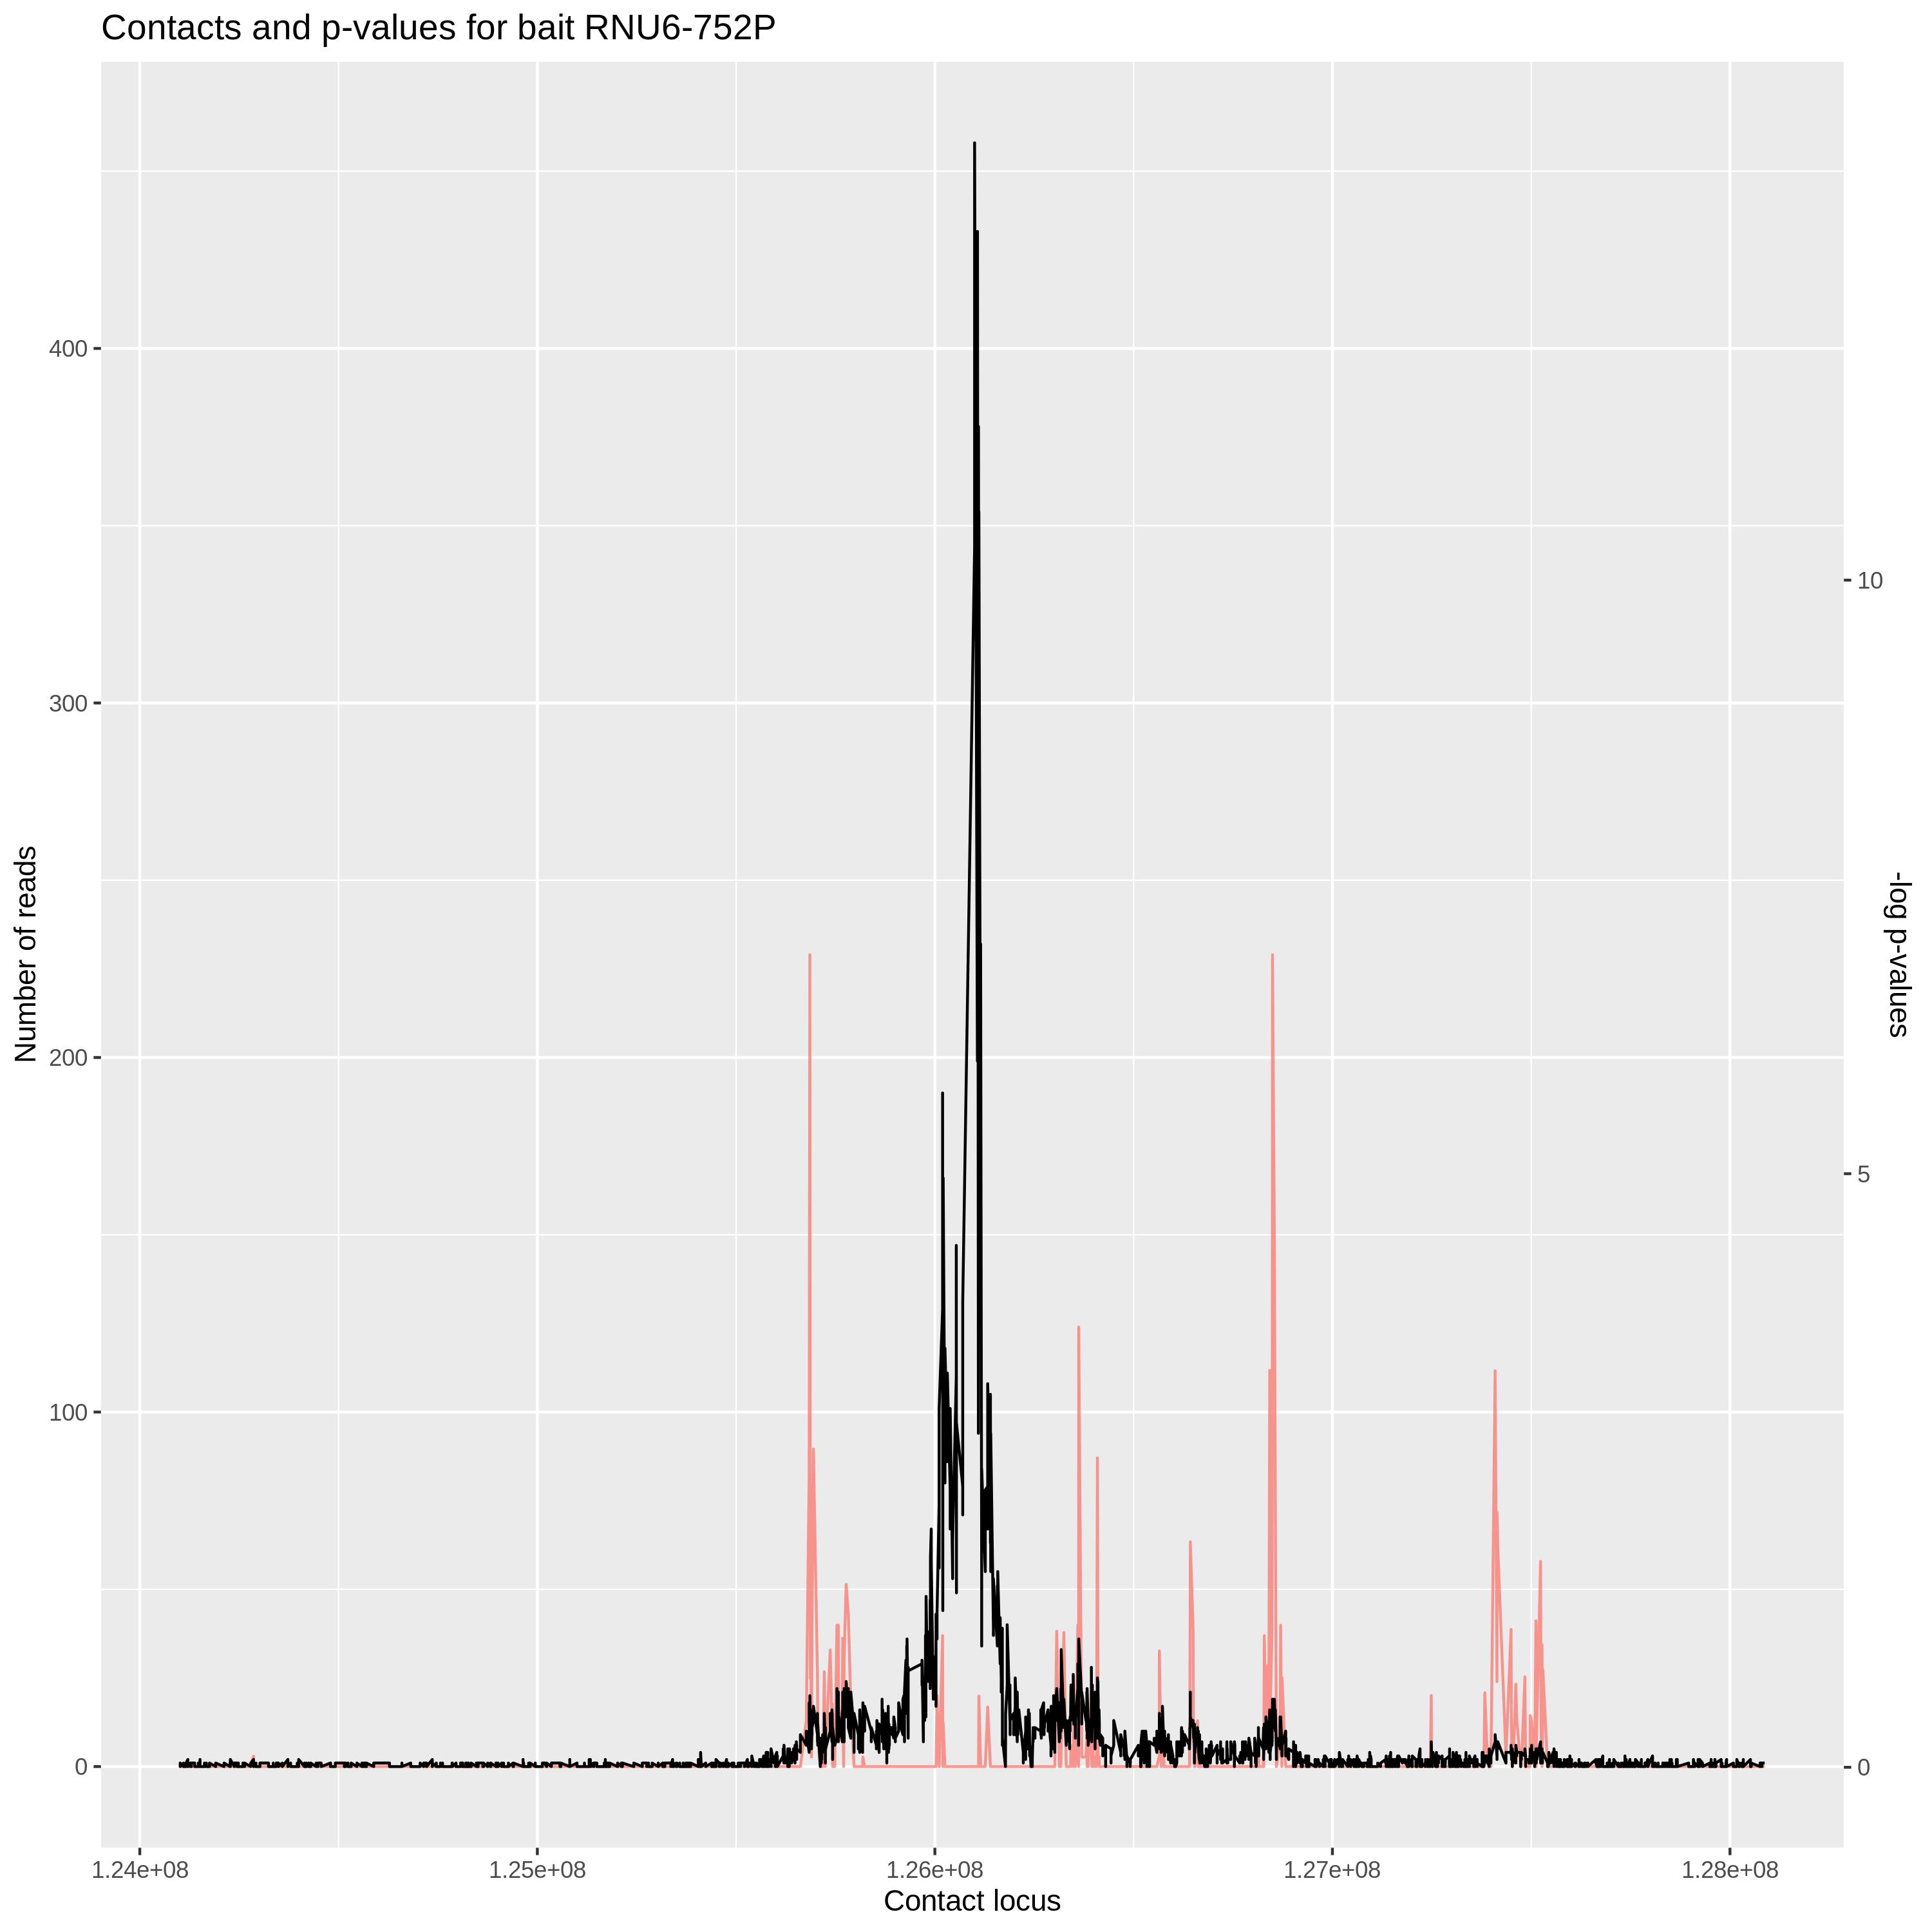 Contacts and p-values for bait RNU6-752P
Number of reads
400
300
200
100
0
10
5
0
-log p-values
1.24e+08
1.25e+08
1.26e+08
1.27e+08
1.28e+08
Contact locus